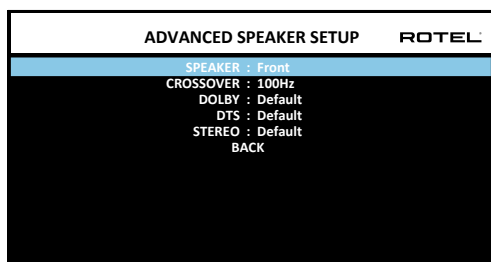 ADVANCED SPEAKER SETUP ROTEL
SPEAKER : Front
CROSSOVER : 100Hz
DOLBY : Default
DTS : Default
STEREO : Default
BACK